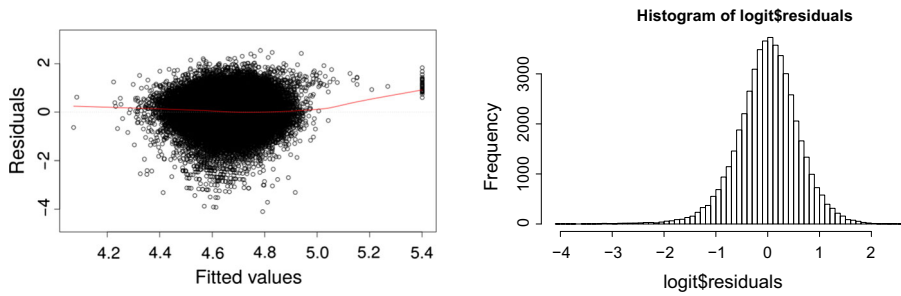 Residuals
2
0
−2
−4
4.2 4.4 4.6 4.8 5.0 5.2 5.4
Fitted values
Histogram of logit$residuals
Frequency
3000
2000
1000
0
−4 −3 −2 −1 0 1 2
logit$residuals